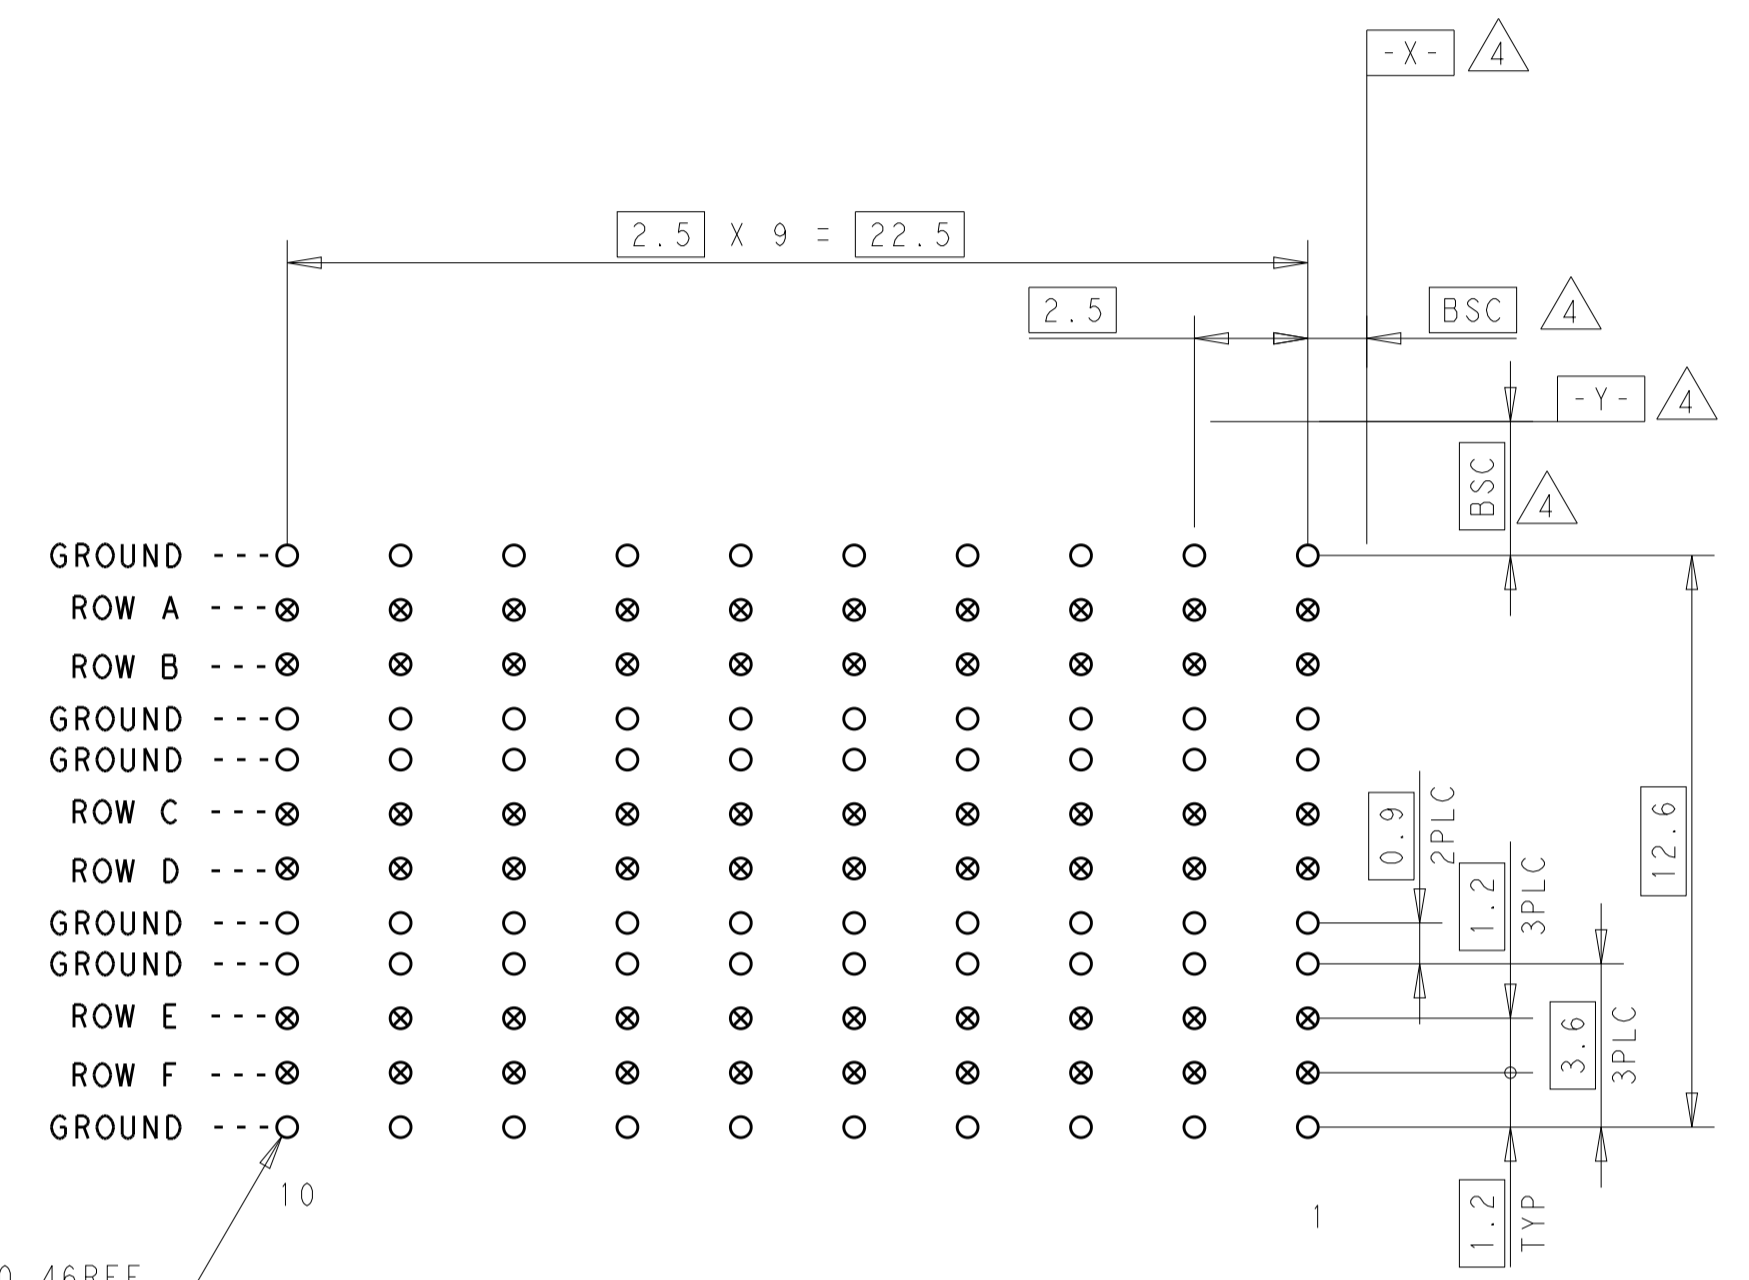 -X- 4
2.5 X 9 = 22.5
2.5 BSC 4
-Y- 4
BSC 4
GROUND ---
ROW A ---
ROW B ---
GROUND ---
GROUND ---
ROW C ---
ROW D ---
GROUND ---
GROUND ---
ROW E ---
ROW F ---
GROUND ---
0.9
2PLC
1.2
3PLC
12.6
3.6
3PLC
1.2
TYP
10
1
46REF